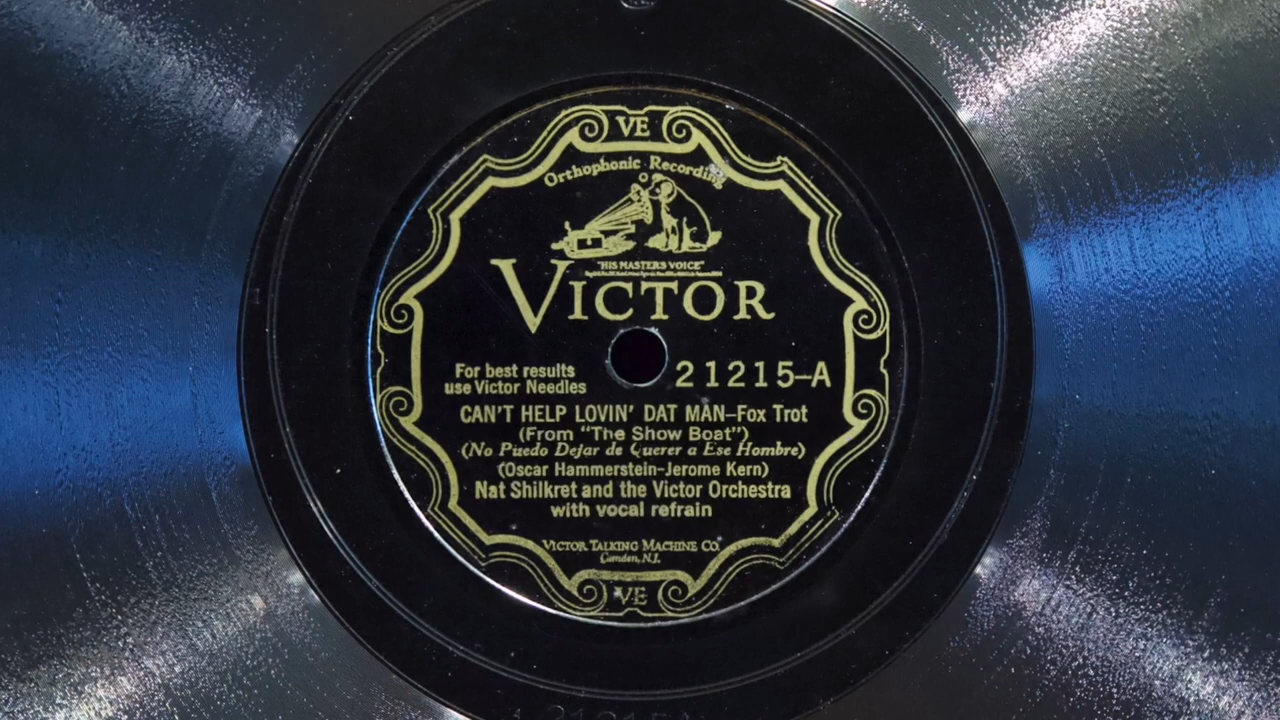 VE
Orthophonic Recording
"HIS MASTER'S VOICE"
VICTOR
For best results
use Victor Needles
21215-A
CAN'T HELP LOVIN' DAT MAN-Fox Trot
(From "The Show Boat")
(No Puedo Dejar de Querer a Ese Hombre)
(Oscar Hammerstein-Jerome Kern)
Nat Shilkret and the Victor Orchestra
with vocal refrain
VICTOR TALKING MACHINE CO.
Camden, N.J.
VE